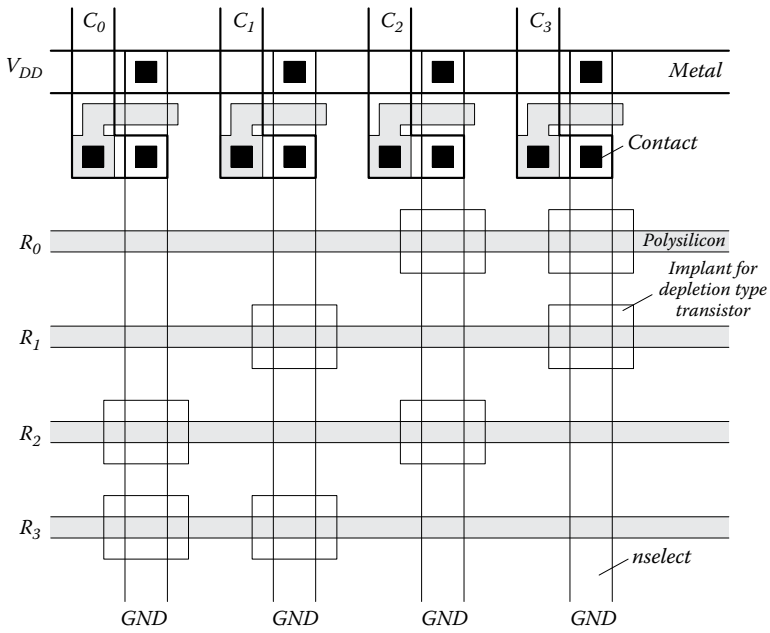 C0 C1 C2 C3
VDD Metal
Contact
R0 Polysilicon
Implant for
depletion type
transistor
R1
R2
R3
nselect
GND GND GND GND